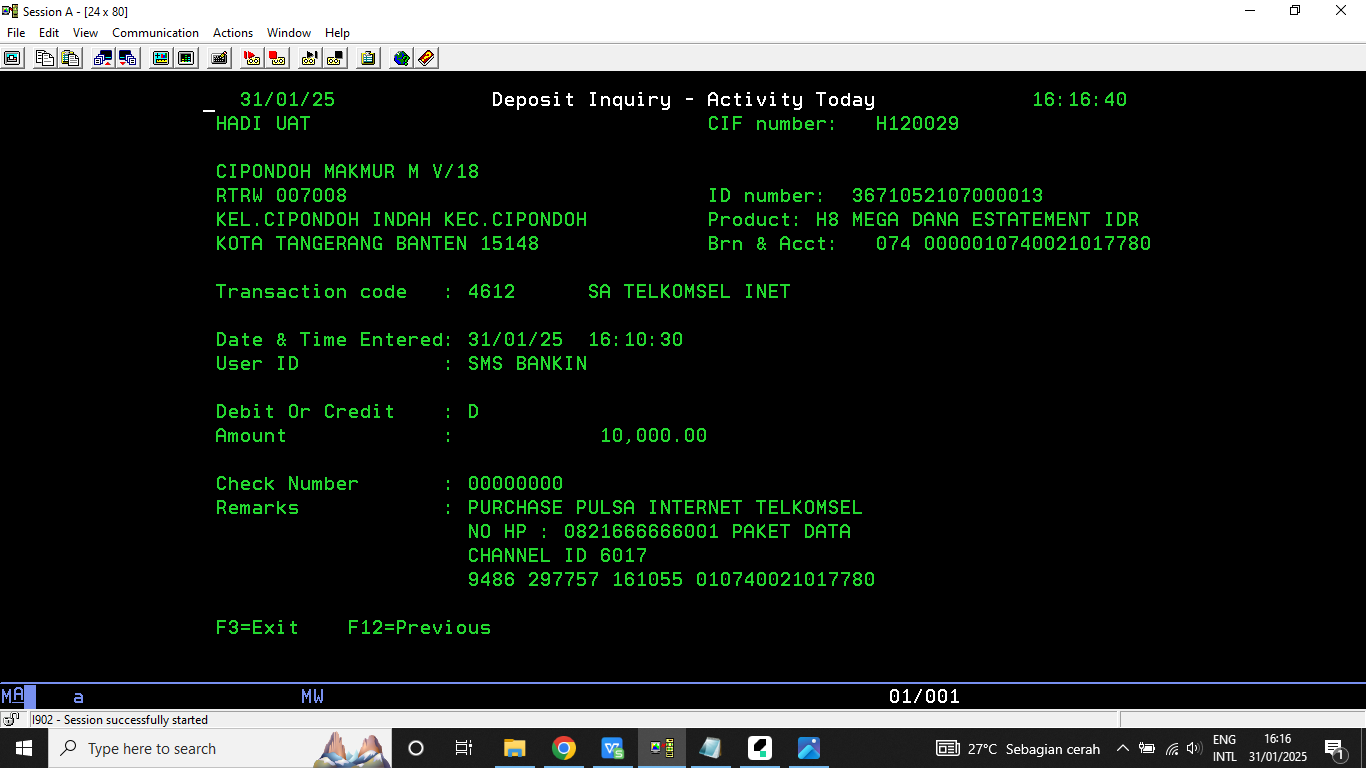 Session A - [24 x 80]
File Edit View Communication Actions Window Help
_ 31/01/25 Deposit Inquiry - Activity Today 16:16:40
HADI UAT CIF number: H120029
CIPONDOH MAKMUR M V/18
RTRW 007008 ID number: 3671052107000013
KEL.CIPONDOH INDAH KEC.CIPONDOH Product: H8 MEGA DANA ESTATEMENT IDR
KOTA TANGERANG BANTEN 15148 Brn & Acct: 074 0000010740021017780
Transaction code : 4612 SA TELKOMSEL INET
Date & Time Entered: 31/01/25 16:10:30
User ID : SMS BANKIN
Debit Or Credit : D
Amount : 10,000.00
Check Number : 00000000
Remarks : PURCHASE PULSA INTERNET TELKOMSEL
NO HP : 0821666666001 PAKET DATA
CHANNEL ID 6017
9486 297757 161055 010740021017780
F3=Exit F12=Previous
MA a MW 01/001
I902 - Session successfully started
Type here to search
27°C Sebagian cerah ENG 16:16
INTL 31/01/2025 1